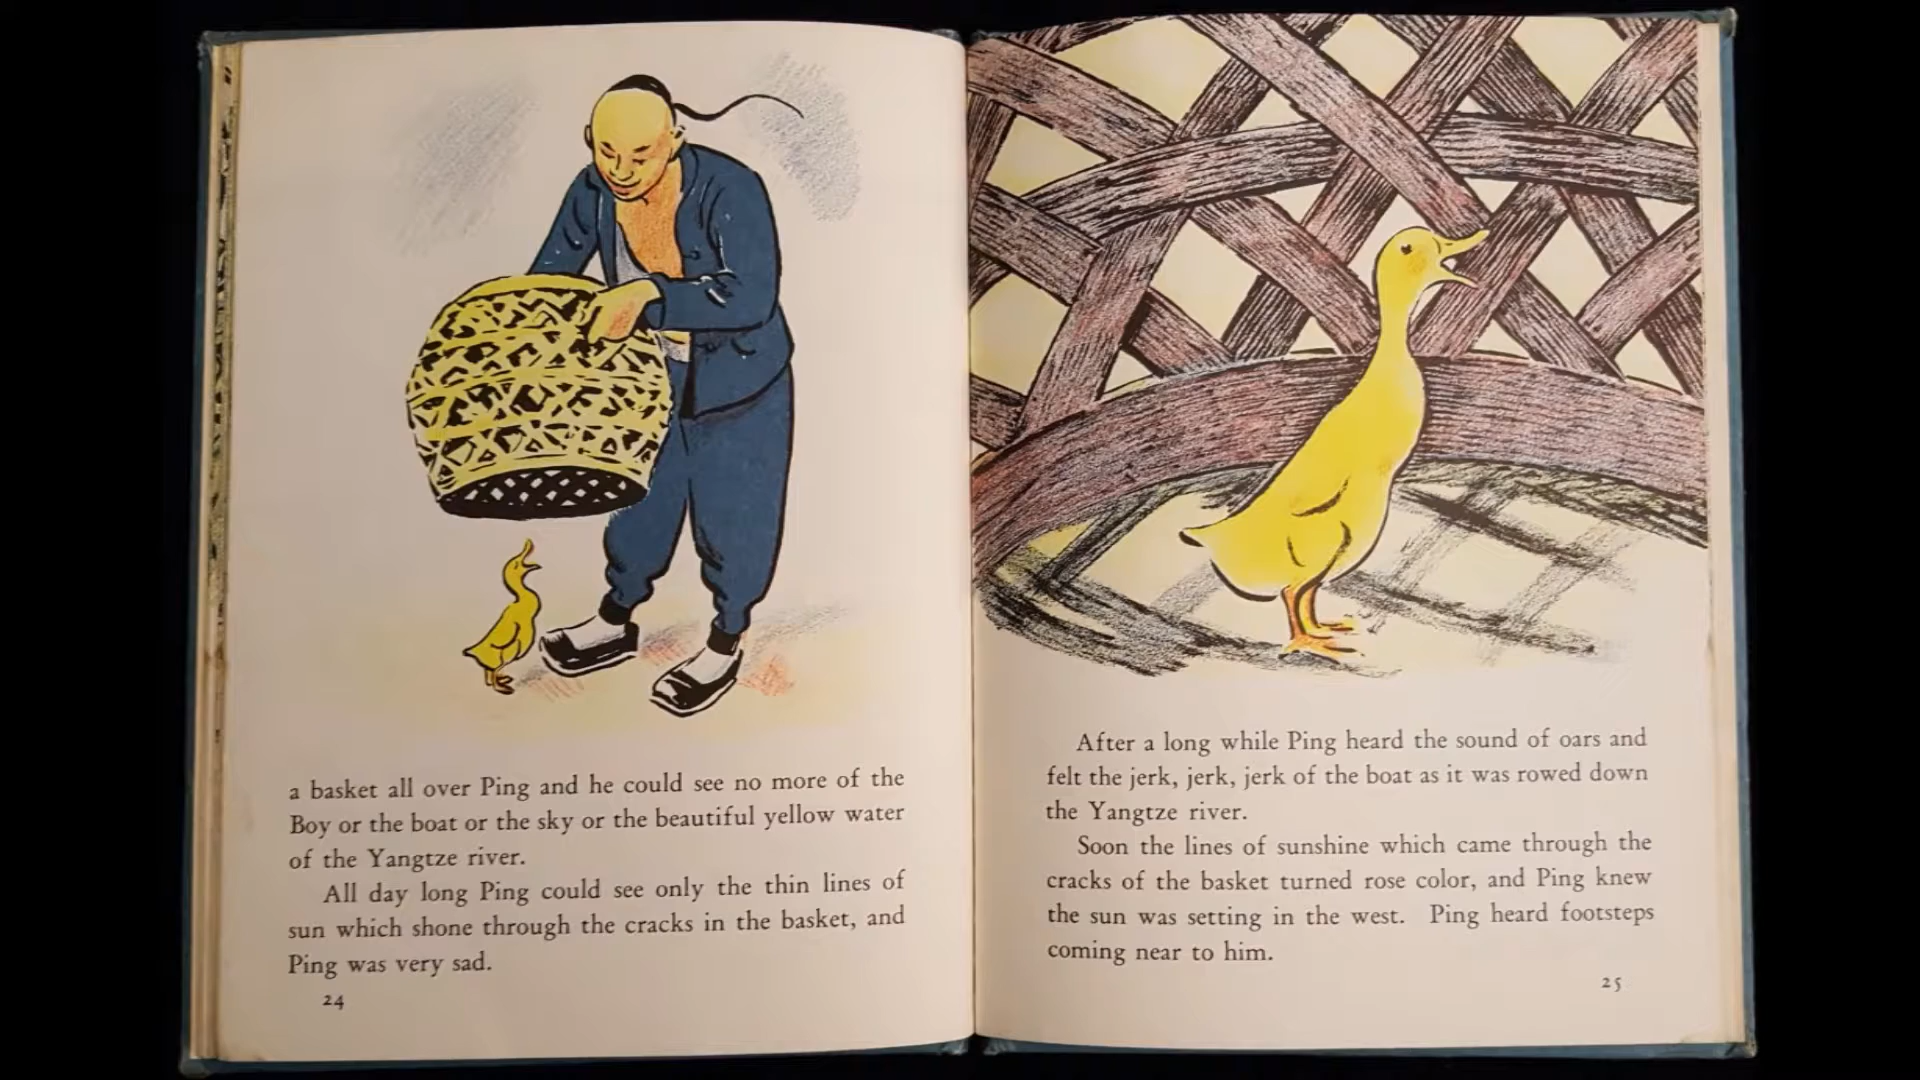 a basket all over Ping and he could see no more of the
Boy or the boat or the sky or the beautiful yellow water
of the Yangtze river.
All day long Ping could see only the thin lines of
sun which shone through the cracks in the basket, and
Ping was very sad.
24
After a long while Ping heard the sound of oars and
felt the jerk, jerk, jerk of the boat as it was rowed down
the Yangtze river.
Soon the lines of sunshine which came through the
cracks of the basket turned rose color, and Ping knew
the sun was setting in the west. Ping heard footsteps
coming near to him.
25